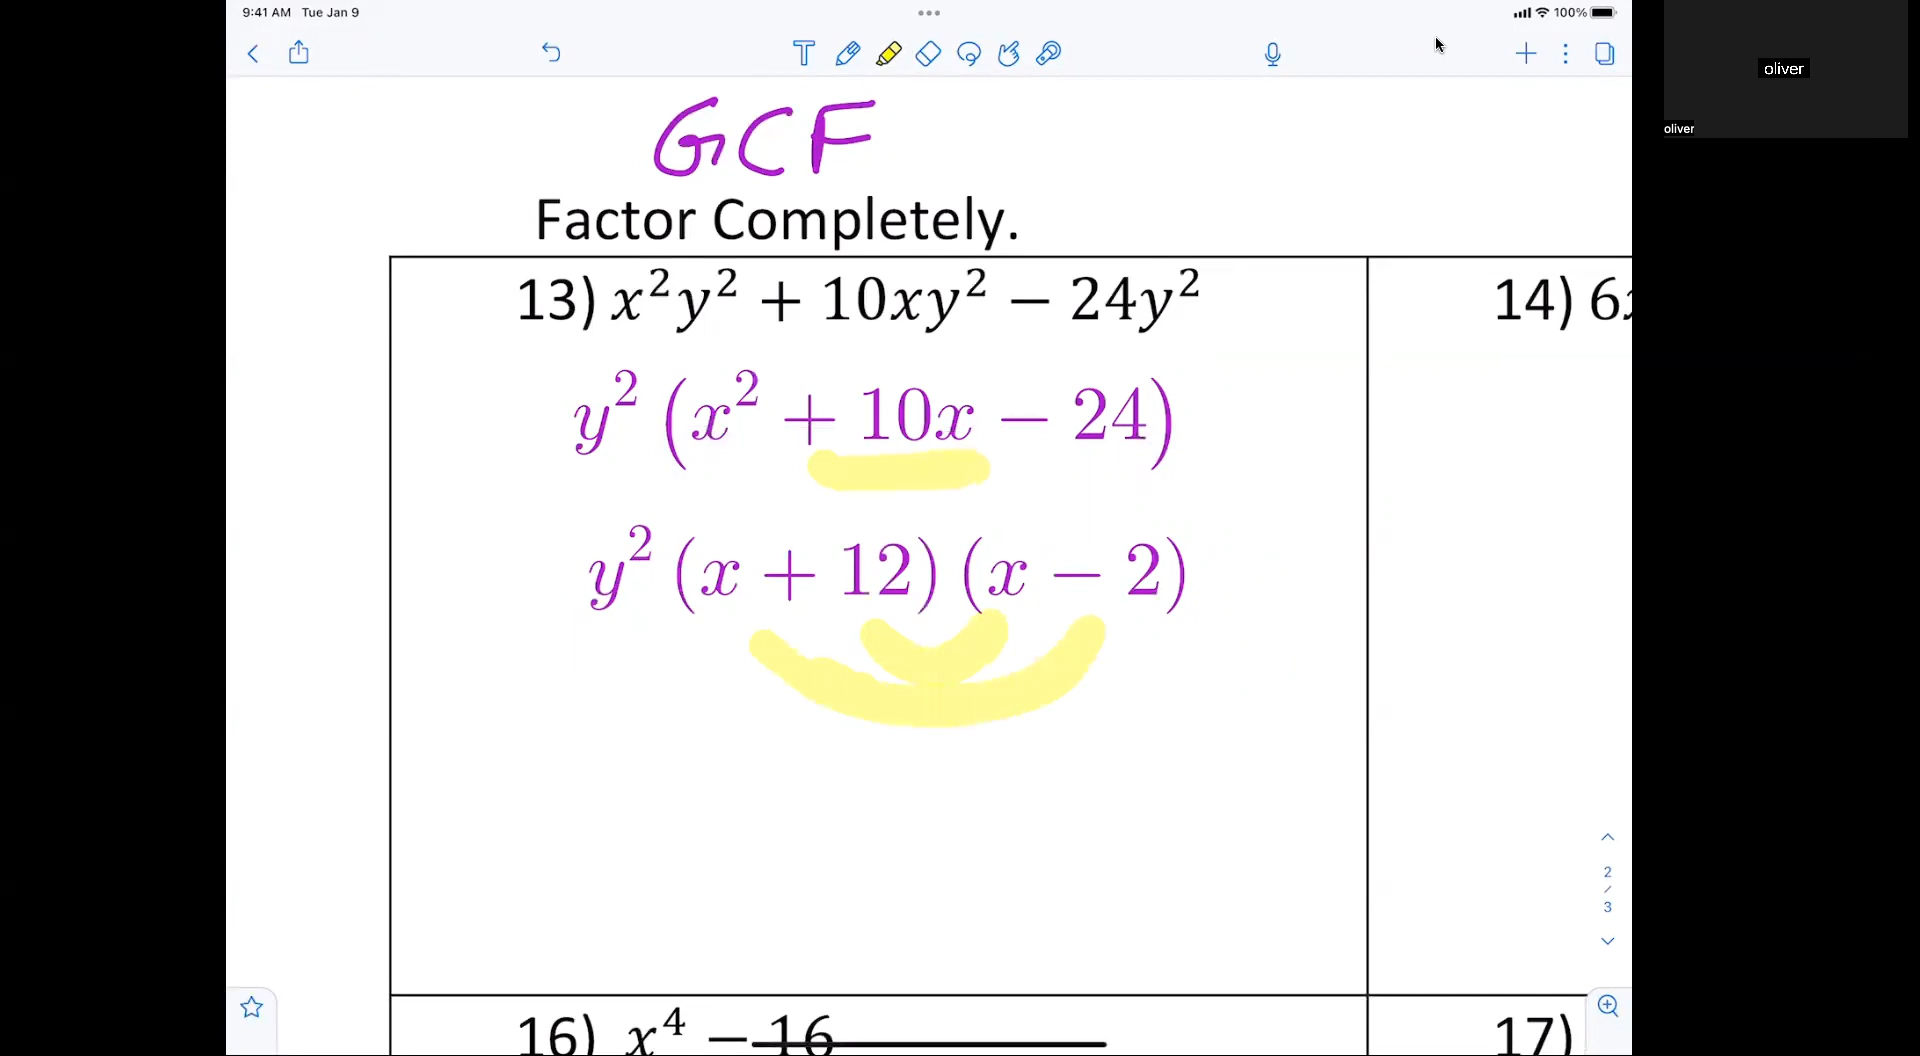 9:41 AM Tue Jan 9
100%
oliver
oliver
GCF
Factor Completely.
13) x²y² + 10xy² − 24y²
14) 6x
y² (x² + 10x − 24)
y² (x + 12) (x − 2)
2
/
3
16) x⁴ − 16
17)